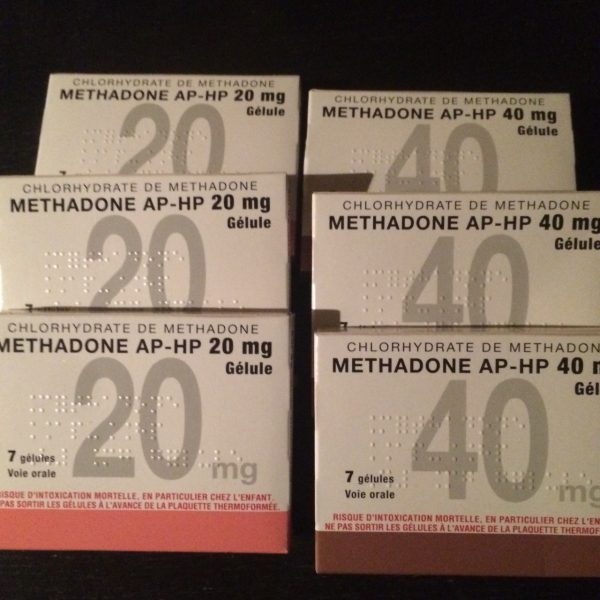 CHLORHYDRATE DE METHADONE
METHADONE AP-HP 20 mg
Gélule
20
7
CHLORHYDRATE DE METHADONE
METHADONE AP-HP 20 mg
Gélule
20
CHLORHYDRATE DE METHADONE
METHADONE AP-HP 20 mg
Gélule
20 mg
7 gélules
Voie orale
RISQUE D'INTOXICATION MORTELLE, EN PARTICULIER CHEZ L'ENFANT.
PAS SORTIR LES GÉLULES À L'AVANCE DE LA PLAQUETTE THERMOFORMÉE.
CHLORHYDRATE DE METHADONE
METHADONE AP-HP 40 mg
Gélule
40
CHLORHYDRATE DE METHADONE
METHADONE AP-HP 40 mg
Gélule
40
7
CHLORHYDRATE DE METHADON
METHADONE AP-HP 40 m
Gél
40 mg
7 gélules
Voie orale
RISQUE D'INTOXICATION MORTELLE, EN PARTICULIER CHEZ L'EN
NE PAS SORTIR LES GÉLULES À L'AVANCE DE LA PLAQUETTE THERMOF